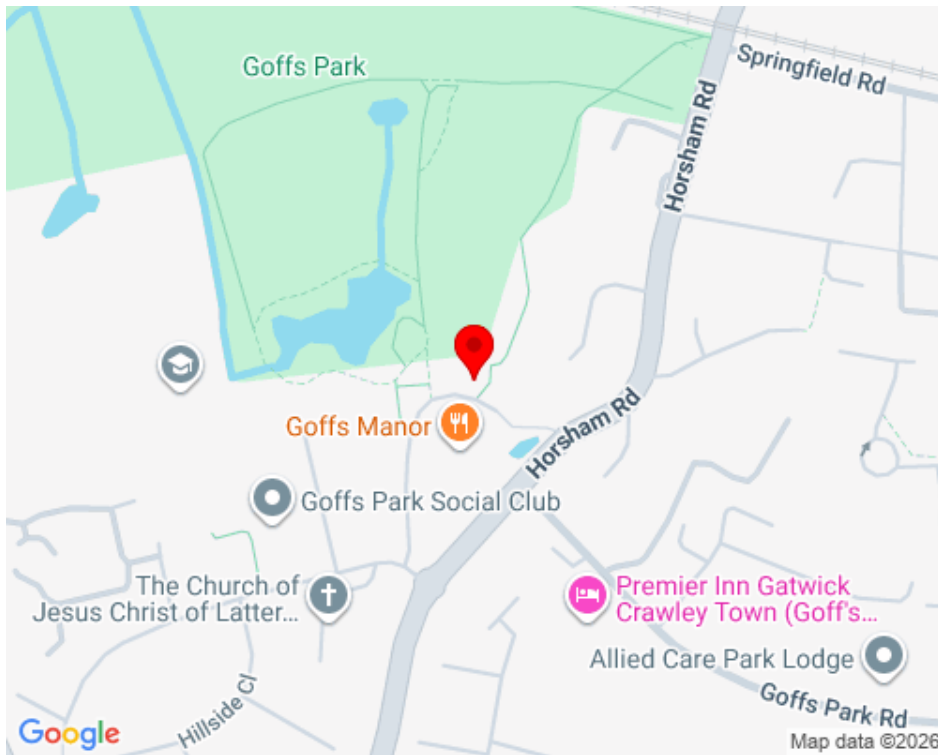 Goffs Park
Springfield Rd
Horsham Rd
Goffs Manor
Horsham Rd
Goffs Park Social Club
The Church of
Jesus Christ of Latter...
Premier Inn Gatwick
Crawley Town (Goff's...
Allied Care Park Lodge
Hillside Cl
Goffs Park Rd
Google
Map data ©2026